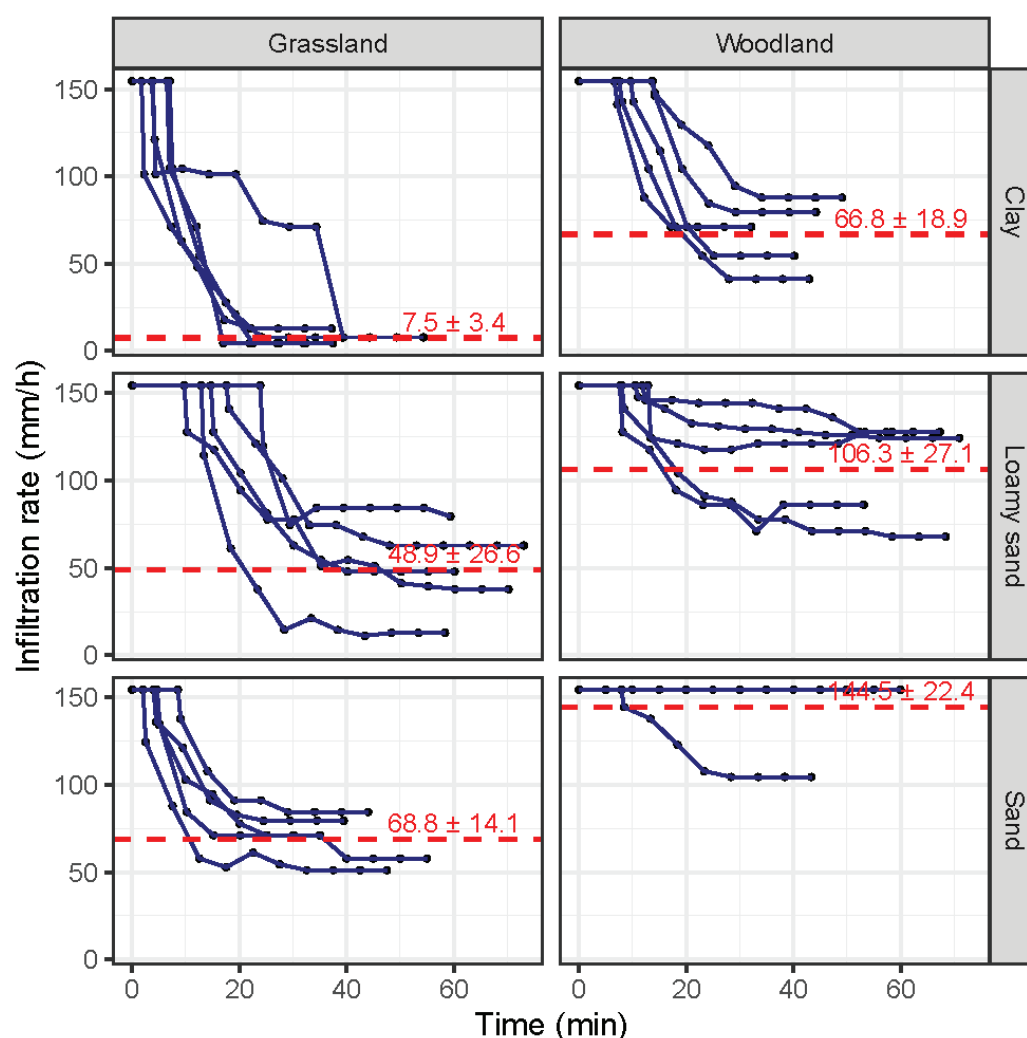 Grassland
Woodland
150
100
50
0
7.5 ± 3.4
66.8 ± 18.9
Clay
150
100
50
0
48.9 ± 26.6
106.3 ± 27.1
Loamy sand
150
100
50
0
68.8 ± 14.1
144.5 ± 22.4
Sand
Infiltration rate (mm/h)
0 20 40 60
0 20 40 60
Time (min)